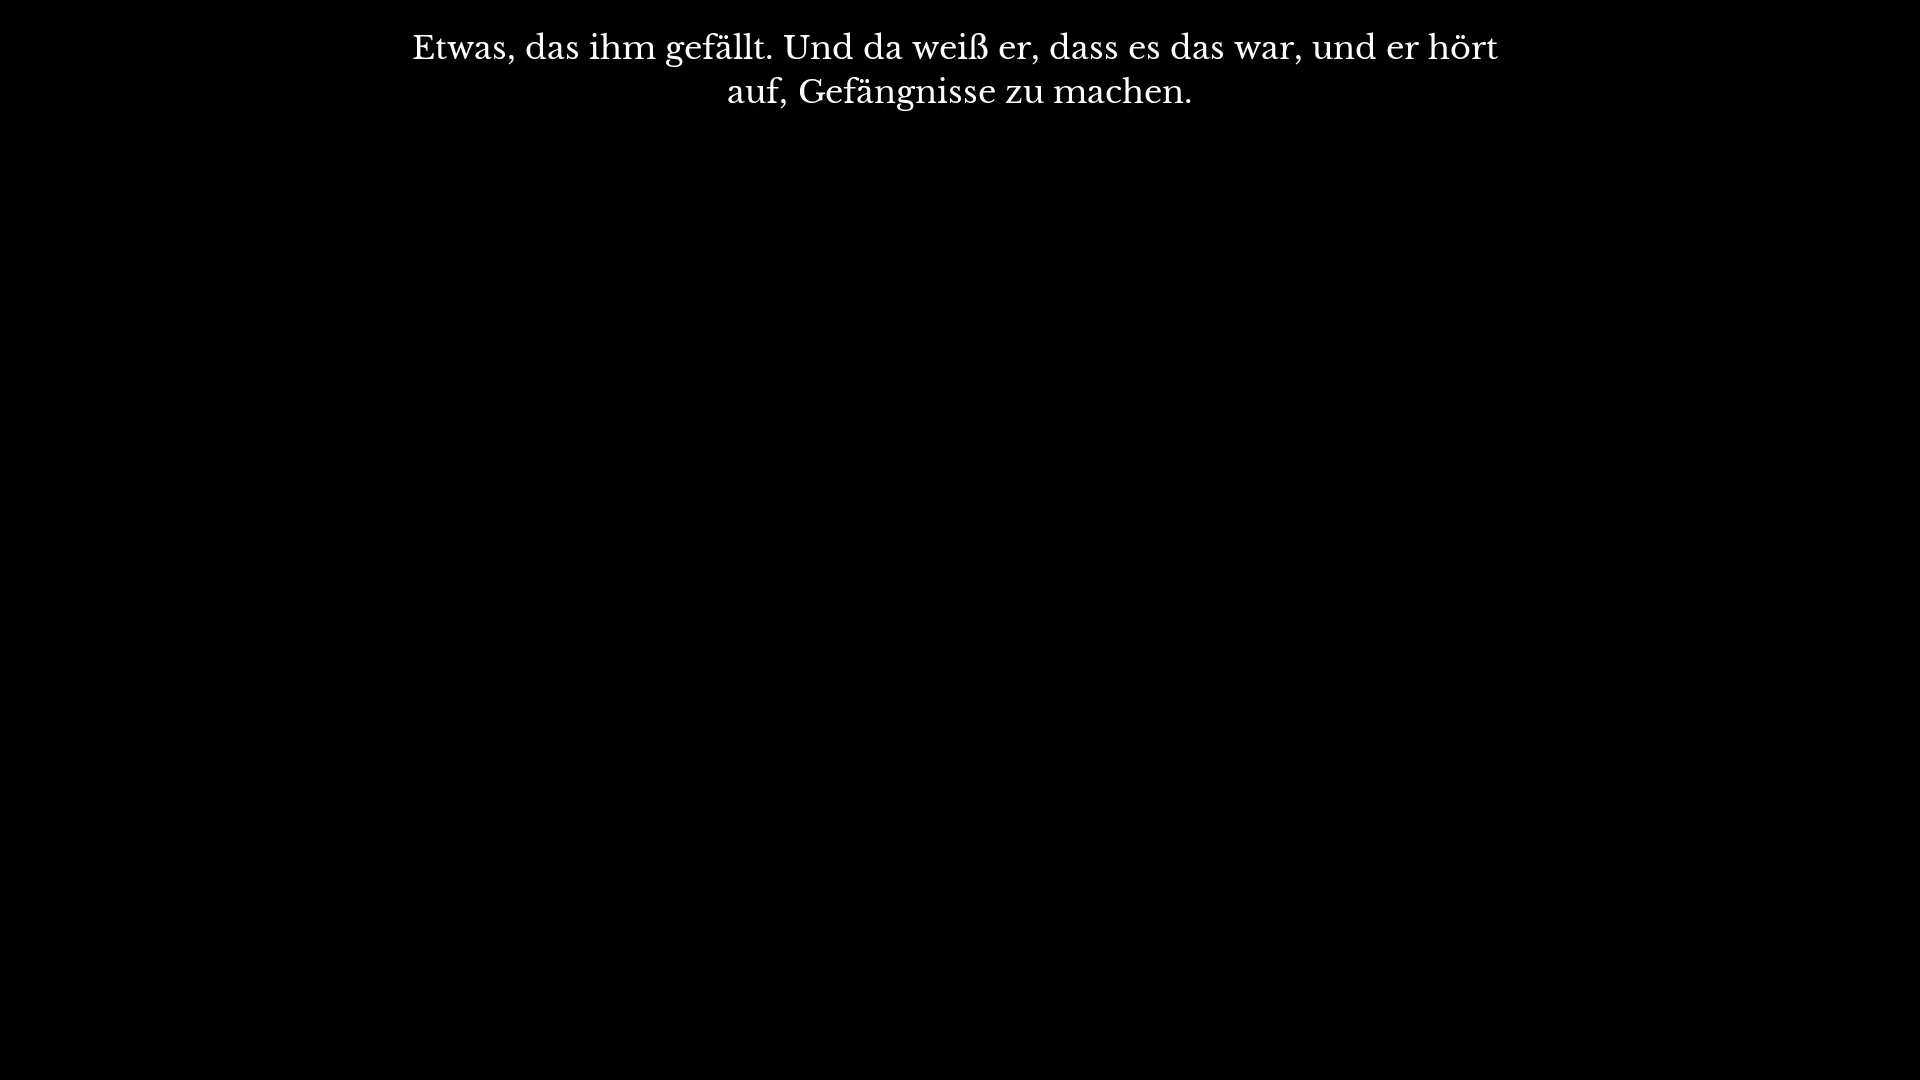 Etwas, das ihm gefällt. Und da weiß er, dass es das war, und er hört
auf, Gefängnisse zu machen.